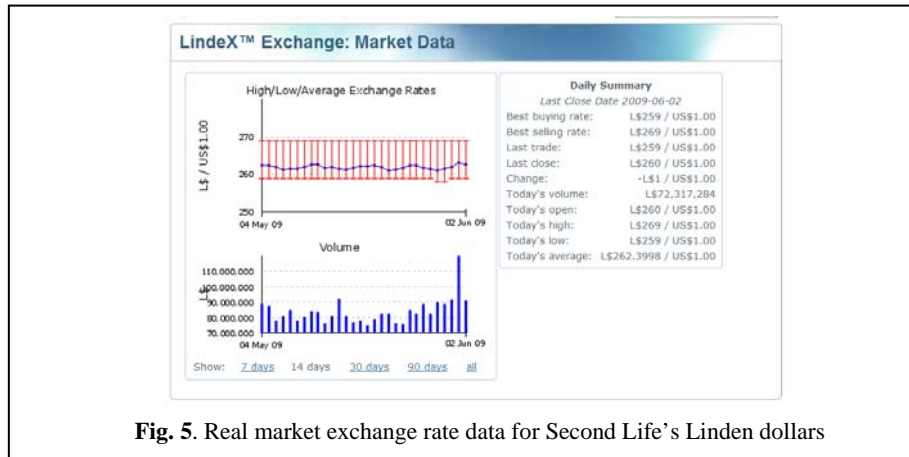 LindeX™ Exchange: Market Data
High/Low/Average Exchange Rates
L$ / US$1.00
270
260
250
04 May 09 02 Jun 09
Volume
L$
110.000.000
100.000.000
90.000.000
80.000.000
70.000.000
04 May 09 02 Jun 09
Show: 7 days 14 days 30 days 90 days all
Daily Summary
Last Close Date 2009-06-02
Best buying rate: L$259 / US$1.00
Best selling rate: L$269 / US$1.00
Last trade: L$259 / US$1.00
Last close: L$260 / US$1.00
Change: -L$1 / US$1.00
Today's volume: L$72,317,284
Today's open: L$260 / US$1.00
Today's high: L$269 / US$1.00
Today's low: L$259 / US$1.00
Today's average: L$262.3998 / US$1.00
Fig. 5. Real market exchange rate data for Second Life's Linden dollars